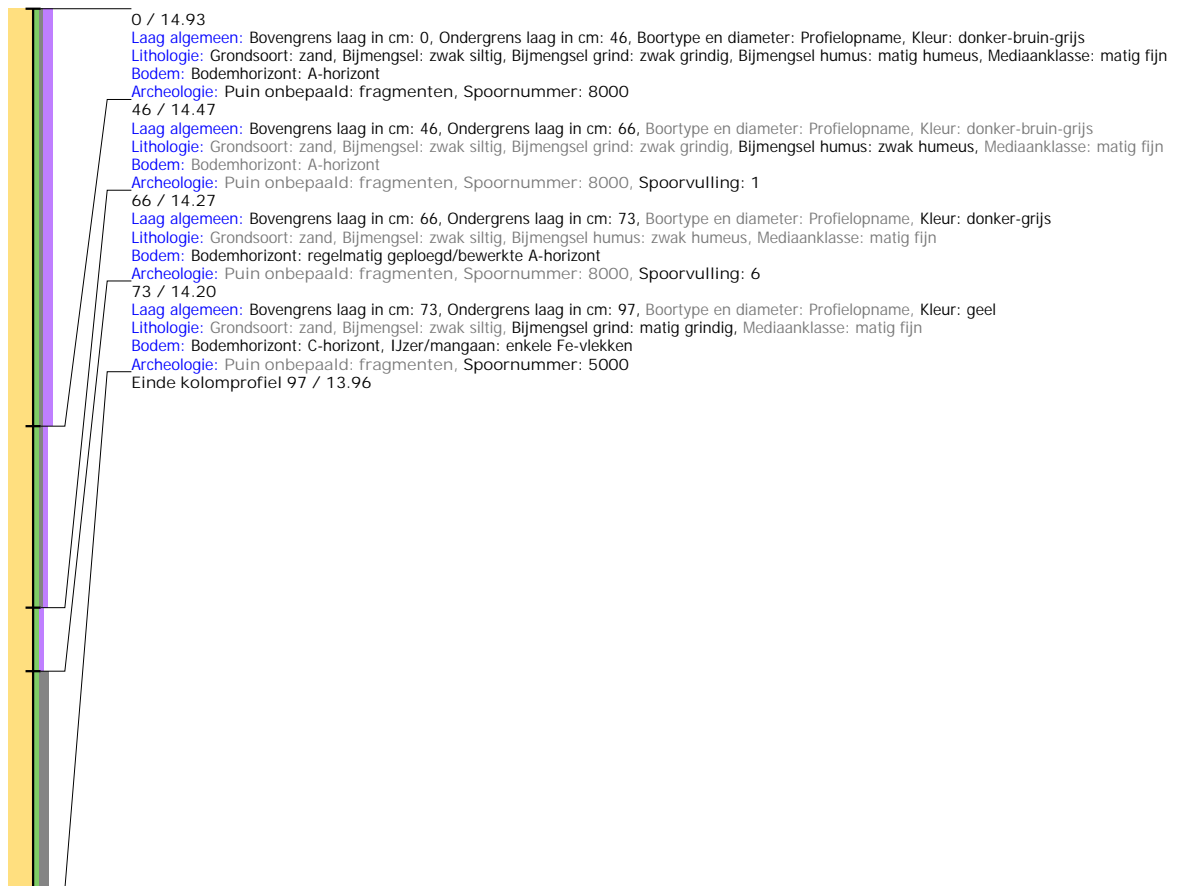 0 / 14.93
Laag algemeen: Bovengrens laag in cm: 0, Ondergrens laag in cm: 46, Boortype en diameter: Profielopname, Kleur: donker-bruin-grijs
Lithologie: Grondsoort: zand, Bijmengsel: zwak siltig, Bijmengsel grind: zwak grindig, Bijmengsel humus: matig humeus, Mediaanklasse: matig fijn
Bodem: Bodemhorizont: A-horizont
Archeologie: Puin onbepaald: fragmenten, Spoornummer: 8000
46 / 14.47
Laag algemeen: Bovengrens laag in cm: 46, Ondergrens laag in cm: 66, Boortype en diameter: Profielopname, Kleur: donker-bruin-grijs
Lithologie: Grondsoort: zand, Bijmengsel: zwak siltig, Bijmengsel grind: zwak grindig, Bijmengsel humus: zwak humeus, Mediaanklasse: matig fijn
Bodem: Bodemhorizont: A-horizont
Archeologie: Puin onbepaald: fragmenten, Spoornummer: 8000, Spoorvulling: 1
66 / 14.27
Laag algemeen: Bovengrens laag in cm: 66, Ondergrens laag in cm: 73, Boortype en diameter: Profielopname, Kleur: donker-grijs
Lithologie: Grondsoort: zand, Bijmengsel: zwak siltig, Bijmengsel humus: zwak humeus, Mediaanklasse: matig fijn
Bodem: Bodemhorizont: regelmatig geploegd/bewerkte A-horizont
Archeologie: Puin onbepaald: fragmenten, Spoornummer: 8000, Spoorvulling: 6
73 / 14.20
Laag algemeen: Bovengrens laag in cm: 73, Ondergrens laag in cm: 97, Boortype en diameter: Profielopname, Kleur: geel
Lithologie: Grondsoort: zand, Bijmengsel: zwak siltig, Bijmengsel grind: matig grindig, Mediaanklasse: matig fijn
Bodem: Bodemhorizont: C-horizont, IJzer/mangaan: enkele Fe-vlekken
Archeologie: Puin onbepaald: fragmenten, Spoornummer: 5000
Einde kolomprofiel 97 / 13.96